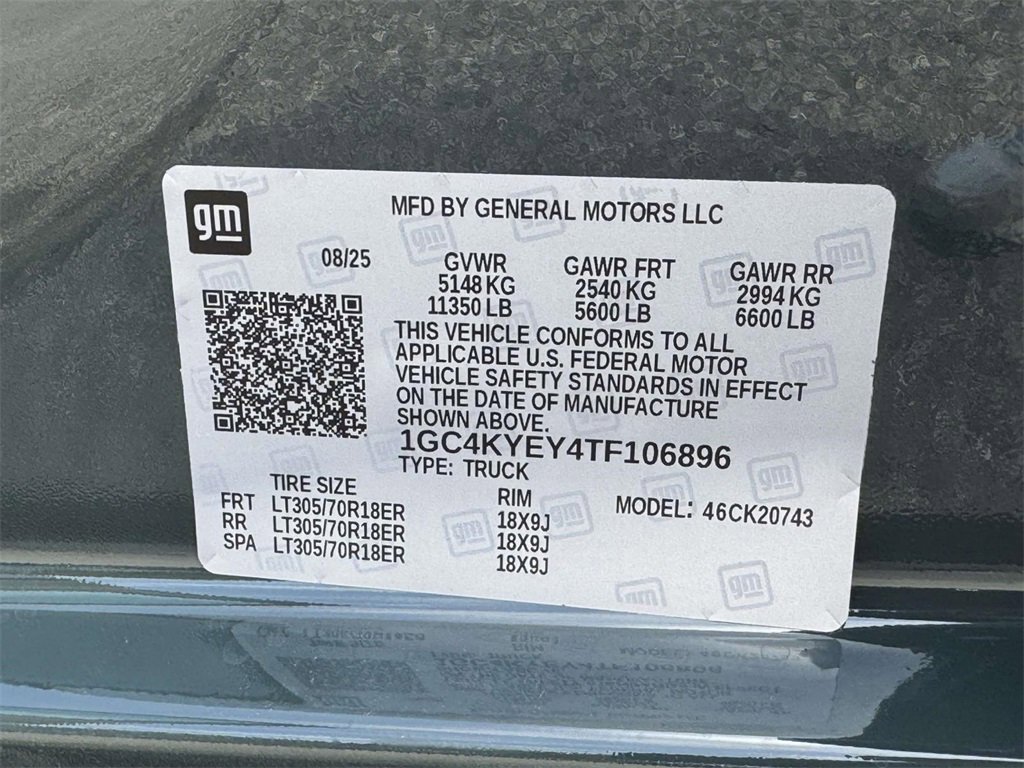 gm
MFD BY GENERAL MOTORS LLC
08/25
GVWR GAWR FRT GAWR RR
5148 KG 2540 KG 2994 KG
11350 LB 5600 LB 6600 LB
THIS VEHICLE CONFORMS TO ALL
APPLICABLE U.S. FEDERAL MOTOR
VEHICLE SAFETY STANDARDS IN EFFECT
ON THE DATE OF MANUFACTURE
SHOWN ABOVE.
1GC4KYEY4TF106896
TYPE: TRUCK
TIRE SIZE RIM MODEL: 46CK20743
FRT LT305/70R18ER 18X9J
RR LT305/70R18ER 18X9J
SPA LT305/70R18ER 18X9J